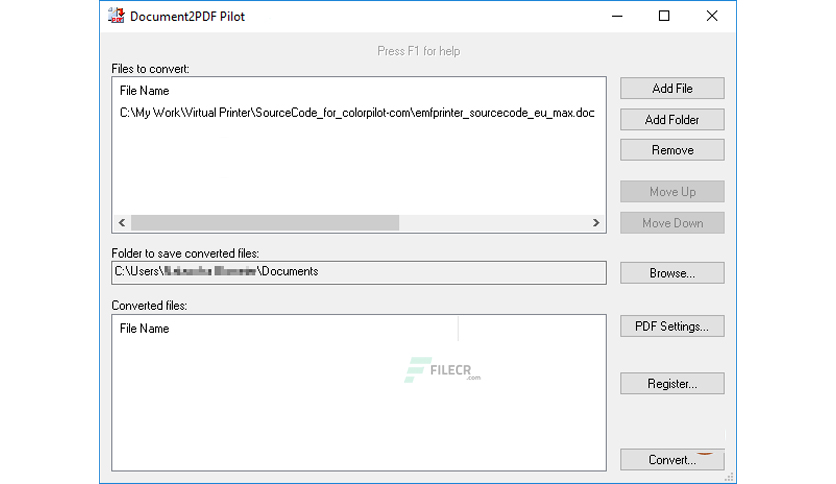 Document2PDF Pilot
Press F1 for help
Files to convert:
File Name
C:\My Work\Virtual Printer\SourceCode_for_colorpilot-com\emfprinter_sourcecode_eu_max.doc
Add File
Add Folder
Remove
Move Up
Move Down
Folder to save converted files:
C:\Users\ \Documents
Browse...
Converted files:
File Name
PDF Settings...
FILECR
.com
Register...
Convert...